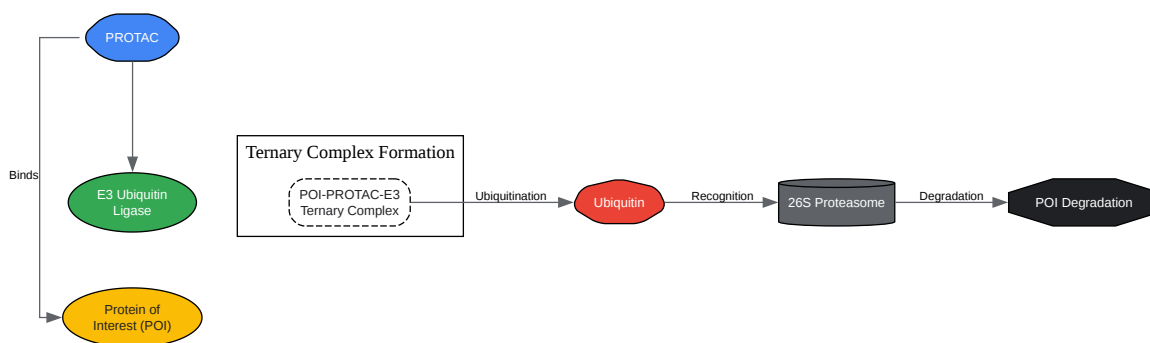 PROTAC
Binds
E3 Ubiquitin
Ligase
Protein of
Interest (POI)
Ternary Complex Formation
POI-PROTAC-E3
Ternary Complex
Ubiquitination
Ubiquitin
Recognition
26S Proteasome
Degradation
POI Degradation